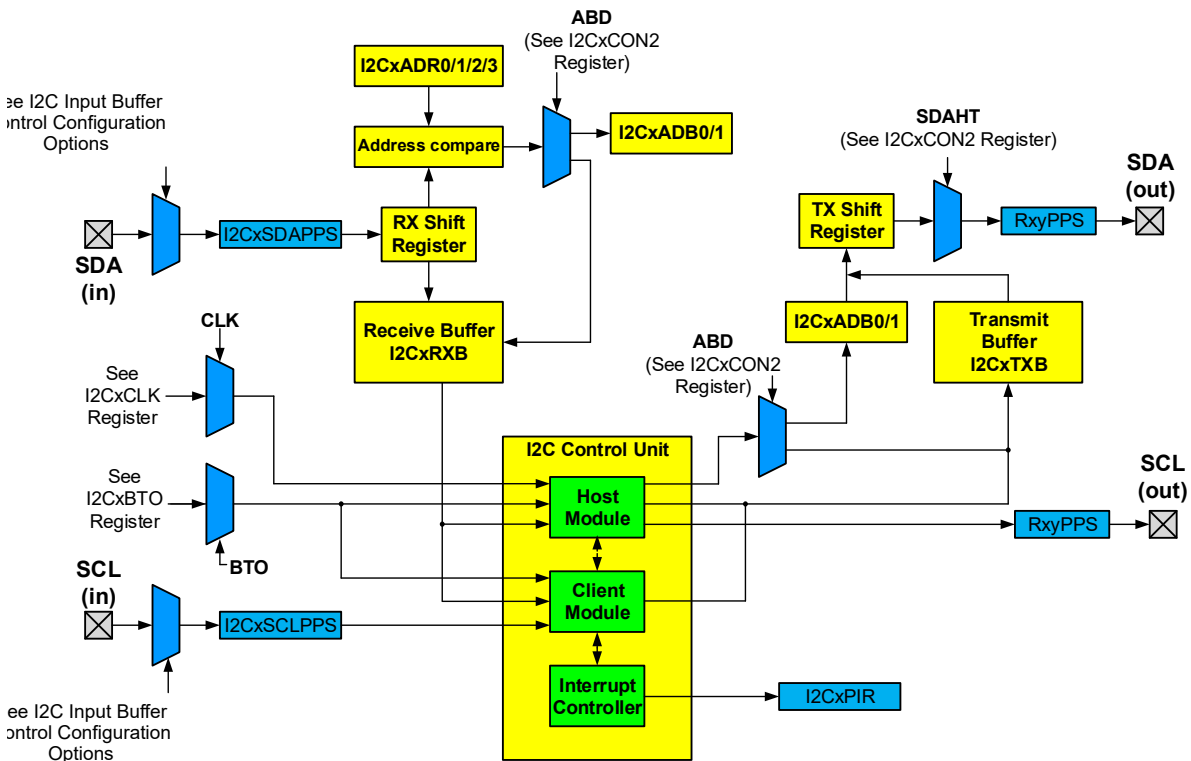 ABD
(See I2CxCON2
Register)
I2CxADR0/1/2/3
ee I2C Input Buffer
ontrol Configuration
Options
Address compare
I2CxADB0/1
SDAHT
(See I2CxCON2 Register)
SDA
(out)
TX Shift
Register
RxyPPS
I2CxSDAPPS
RX Shift
Register
SDA
(in)
CLK
Receive Buffer
I2CxRXB
I2CxADB0/1
Transmit
Buffer
I2CxTXB
ABD
(See I2CxCON2
Register)
See
I2CxCLK
Register
I2C Control Unit
See
I2CxBTO
Register
Host
Module
SCL
(out)
RxyPPS
BTO
SCL
(in)
Client
Module
I2CxSCLPPS
Interrupt
Controller
I2CxPIR
ee I2C Input Buffer
ontrol Configuration
Options